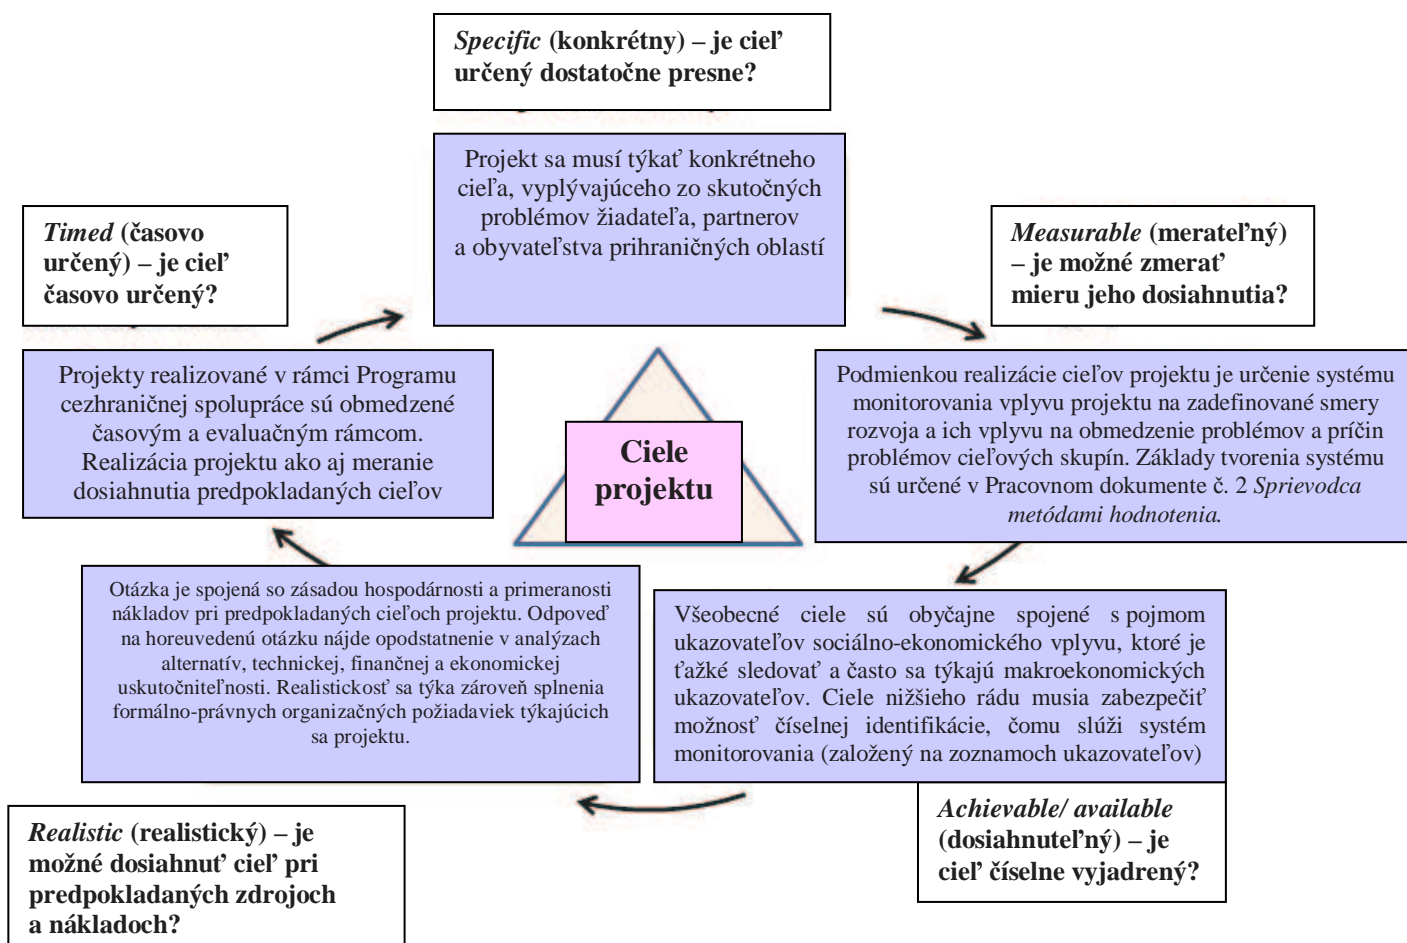 Specific (konkrétny) – je cieľ
určený dostatočne presne?
Projekt sa musí týkať konkrétneho
cieľa, vyplývajúceho zo skutočných
problémov žiadateľa, partnerov
a obyvateľstva prihraničných oblastí
Measurable (merateľný)
– je možné zmerať
mieru jeho dosiahnutia?
Podmienkou realizácie cieľov projektu je určenie systému
monitorovania vplyvu projektu na zadefinované smery
rozvoja a ich vplyvu na obmedzenie problémov a príčin
problémov cieľových skupín. Základy tvorenia systému
sú určené v Pracovnom dokumente č. 2 Sprievodca
metódami hodnotenia.
Všeobecné ciele sú obyčajne spojené s pojmom
ukazovateľov sociálno-ekonomického vplyvu, ktoré je
ťažké sledovať a často sa týkajú makroekonomických
ukazovateľov. Ciele nižšieho rádu musia zabezpečiť
možnosť číselnej identifikácie, čomu slúži systém
monitorovania (založený na zoznamoch ukazovateľov)
Achievable/ available
(dosiahnuteľný) – je
cieľ číselne vyjadrený?
Otázka je spojená so zásadou hospodárnosti a primeranosti
nákladov pri predpokladaných cieľoch projektu. Odpoveď
na horeuvedenú otázku nájde opodstatnenie v analýzach
alternatív, technickej, finančnej a ekonomickej
uskutočniteľnosti. Realistickosť sa týka zároveň splnenia
formálno-právnych organizačných požiadaviek týkajúcich
sa projektu.
Realistic (realistický) – je
možné dosiahnuť cieľ pri
predpokladaných zdrojoch
a nákladoch?
Timed (časovo
určený) – je cieľ
časovo určený?
Projekty realizované v rámci Programu
cezhraničnej spolupráce sú obmedzené
časovým a evaluačným rámcom.
Realizácia projektu ako aj meranie
dosiahnutia predpokladaných cieľov
Ciele
projektu